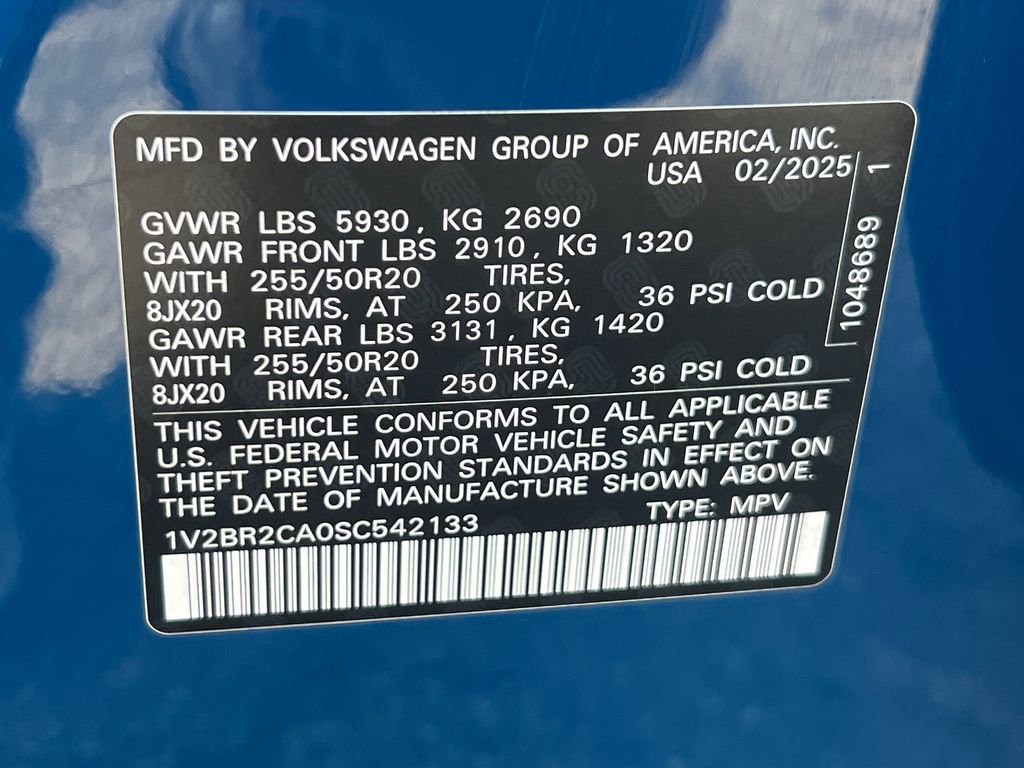 MFD BY VOLKSWAGEN GROUP OF AMERICA, INC.
USA 02/2025
GVWR LBS 5930, KG 2690
GAWR FRONT LBS 2910, KG 1320
WITH 255/50R20 TIRES,
8JX20 RIMS, AT 250 KPA, 36 PSI COLD
GAWR REAR LBS 3131, KG 1420
WITH 255/50R20 TIRES,
8JX20 RIMS, AT 250 KPA, 36 PSI COLD
1048689 1
THIS VEHICLE CONFORMS TO ALL APPLICABLE
U.S. FEDERAL MOTOR VEHICLE SAFETY AND
THEFT PREVENTION STANDARDS IN EFFECT ON
THE DATE OF MANUFACTURE SHOWN ABOVE.
1V2BR2CA0SC542133 TYPE: MPV